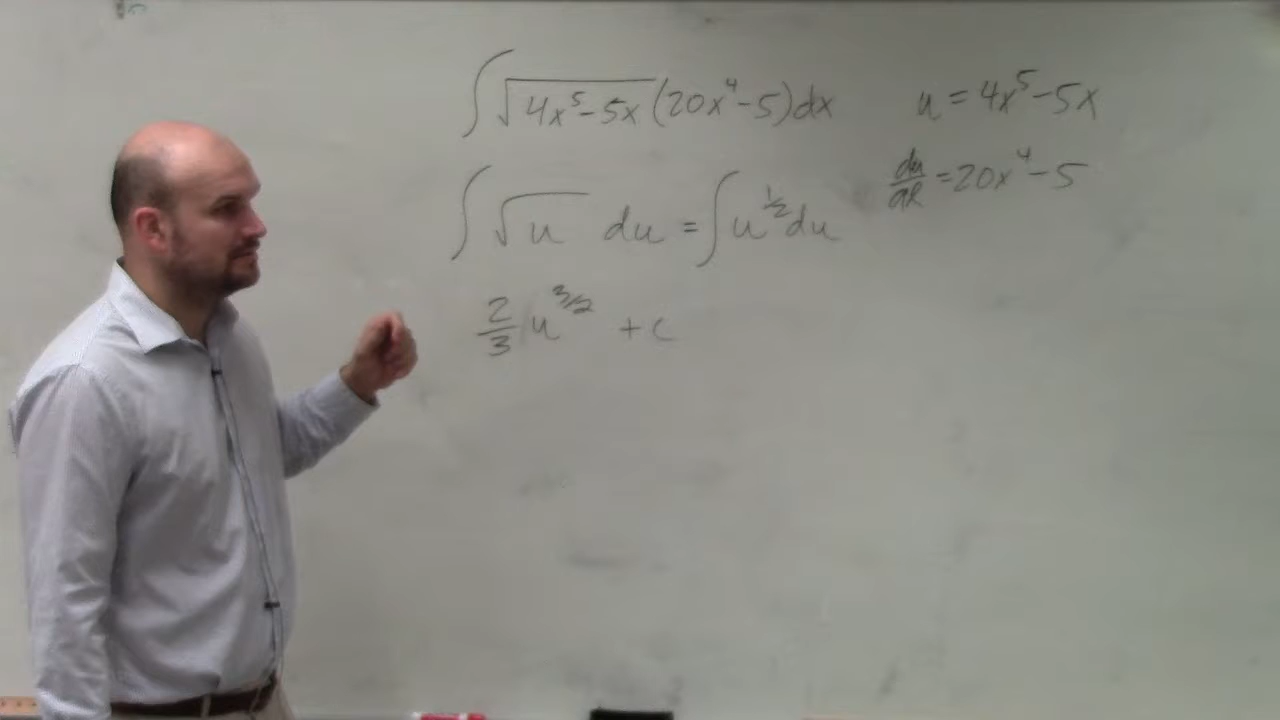 ∫√(4x⁵-5x) (20x⁴-5)dx
u = 4x⁵-5x
du/dx = 20x⁴-5
∫√u du = ∫u^(1/2) du
2/3 u^(3/2) + c